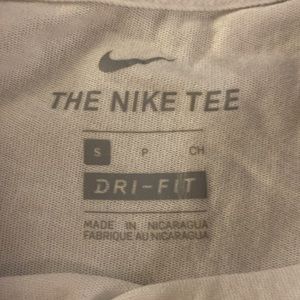 THE NIKE TEE
S P CH
DRI-FIT
MADE IN NICARAGUA
FABRIQUE AU NICARAGUA